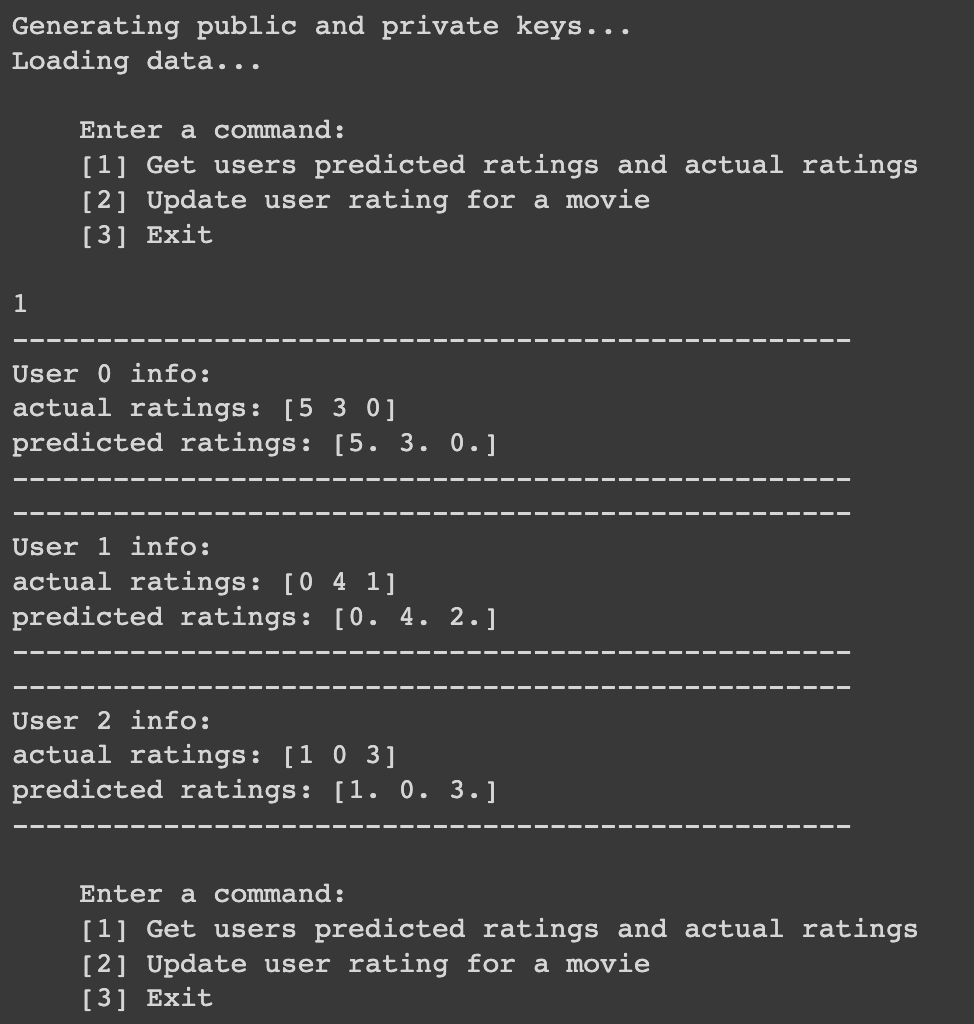 Generating public and private keys...
Loading data...
Enter a command:
[1] Get users predicted ratings and actual ratings
[2] Update user rating for a movie
[3] Exit
1
--------------------------------------------------
User 0 info:
actual ratings: [5 3 0]
predicted ratings: [5. 3. 0.]
--------------------------------------------------
--------------------------------------------------
User 1 info:
actual ratings: [0 4 1]
predicted ratings: [0. 4. 2.]
--------------------------------------------------
--------------------------------------------------
User 2 info:
actual ratings: [1 0 3]
predicted ratings: [1. 0. 3.]
--------------------------------------------------
Enter a command:
[1] Get users predicted ratings and actual ratings
[2] Update user rating for a movie
[3] Exit